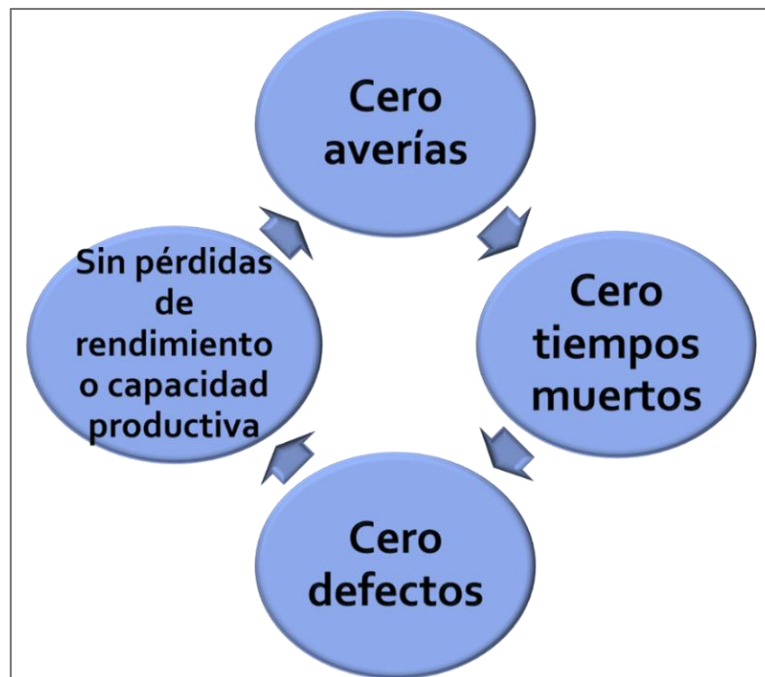 Cero
averías
Cero
tiempos
muertos
Cero
defectos
Sin pérdidas
de
rendimiento
o capacidad
productiva